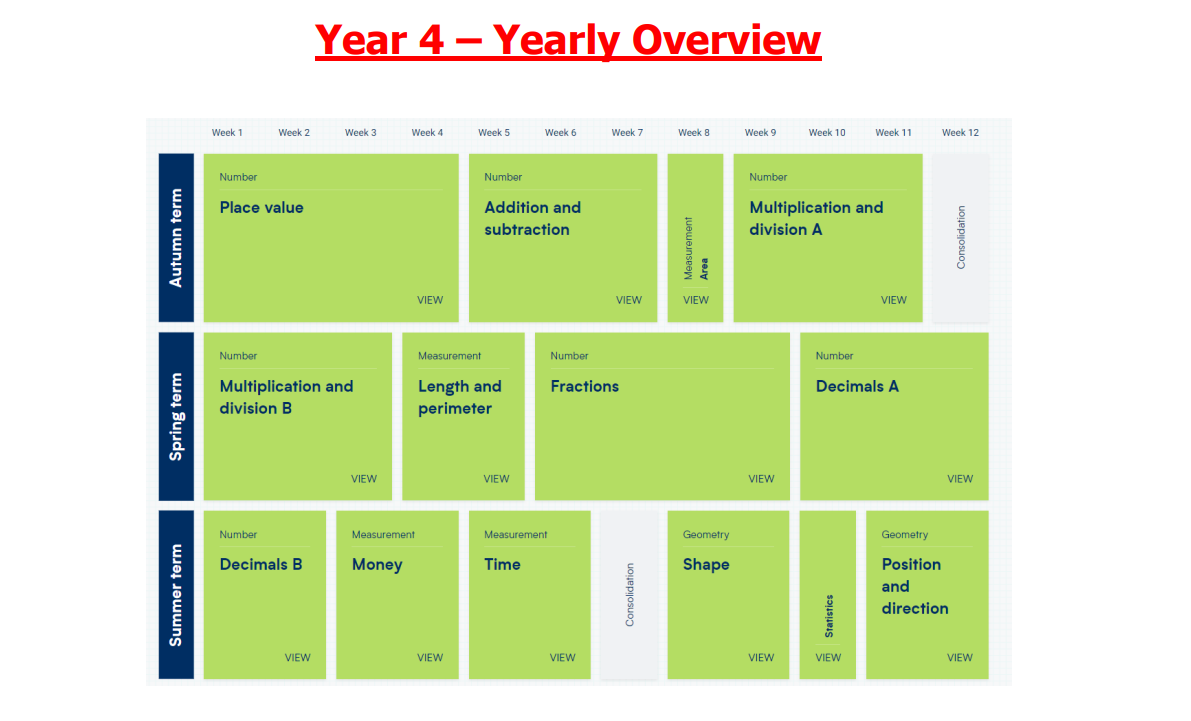 Year 4 – Yearly Overview
Week 1 Week 2 Week 3 Week 4 Week 5 Week 6 Week 7 Week 8 Week 9 Week 10 Week 11 Week 12
Autumn term
Number
Place value
VIEW
Number
Addition and
subtraction
VIEW
Measurement
Area
VIEW
Number
Multiplication and
division A
VIEW
Consolidation
Spring term
Number
Multiplication and
division B
VIEW
Measurement
Length and
perimeter
VIEW
Number
Fractions
VIEW
Number
Decimals A
VIEW
Summer term
Number
Decimals B
VIEW
Measurement
Money
VIEW
Measurement
Time
VIEW
Consolidation
Geometry
Shape
VIEW
Statistics
VIEW
Geometry
Position
and
direction
VIEW